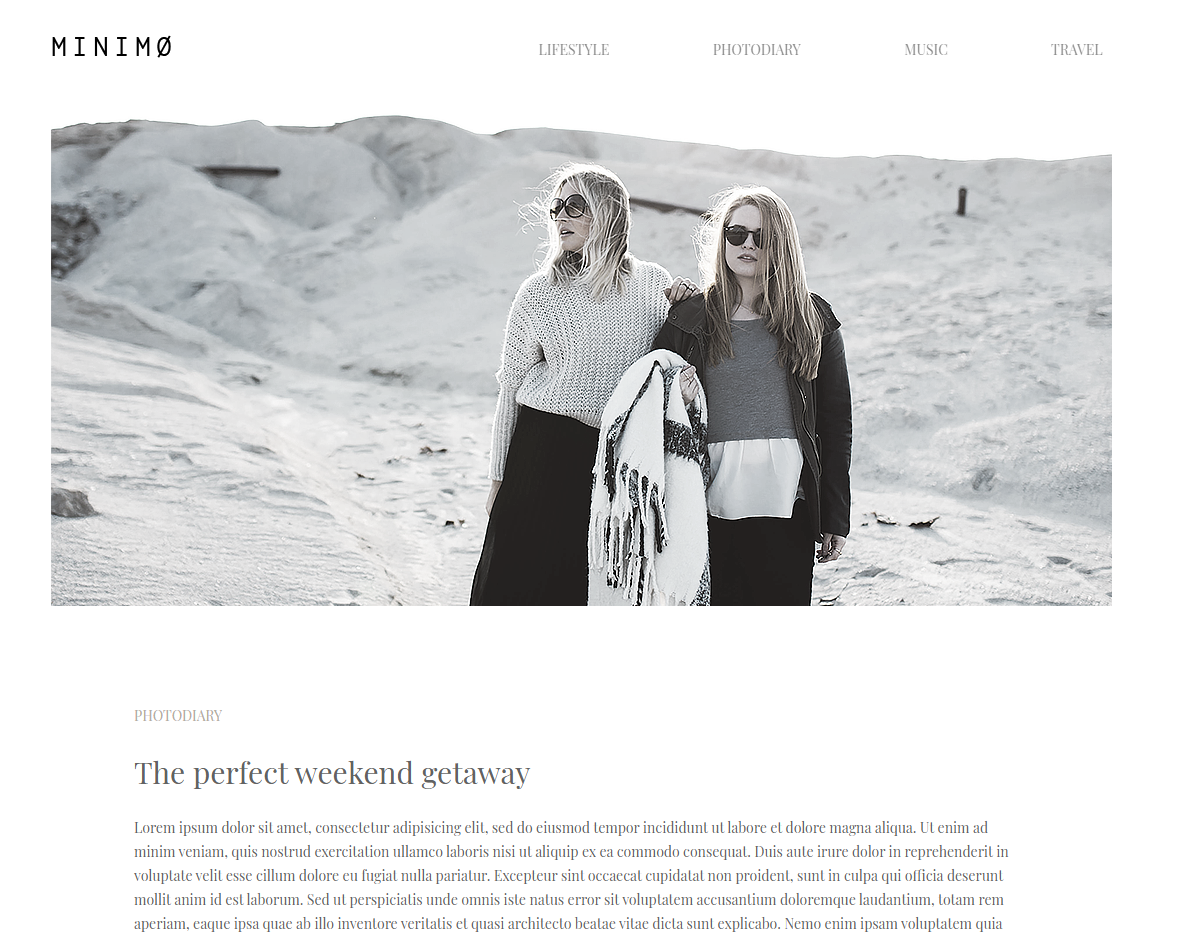 MINIMØ
LIFESTYLE PHOTODIARY MUSIC TRAVEL
PHOTODIARY
The perfect weekend getaway
Lorem ipsum dolor sit amet, consectetur adipisicing elit, sed do eiusmod tempor incididunt ut labore et dolore magna aliqua. Ut enim ad
minim veniam, quis nostrud exercitation ullamco laboris nisi ut aliquip ex ea commodo consequat. Duis aute irure dolor in reprehenderit in
voluptate velit esse cillum dolore eu fugiat nulla pariatur. Excepteur sint occaecat cupidatat non proident, sunt in culpa qui officia deserunt
mollit anim id est laborum. Sed ut perspiciatis unde omnis iste natus error sit voluptatem accusantium doloremque laudantium, totam rem
aperiam, eaque ipsa quae ab illo inventore veritatis et quasi architecto beatae vitae dicta sunt explicabo. Nemo enim ipsam voluptatem quia